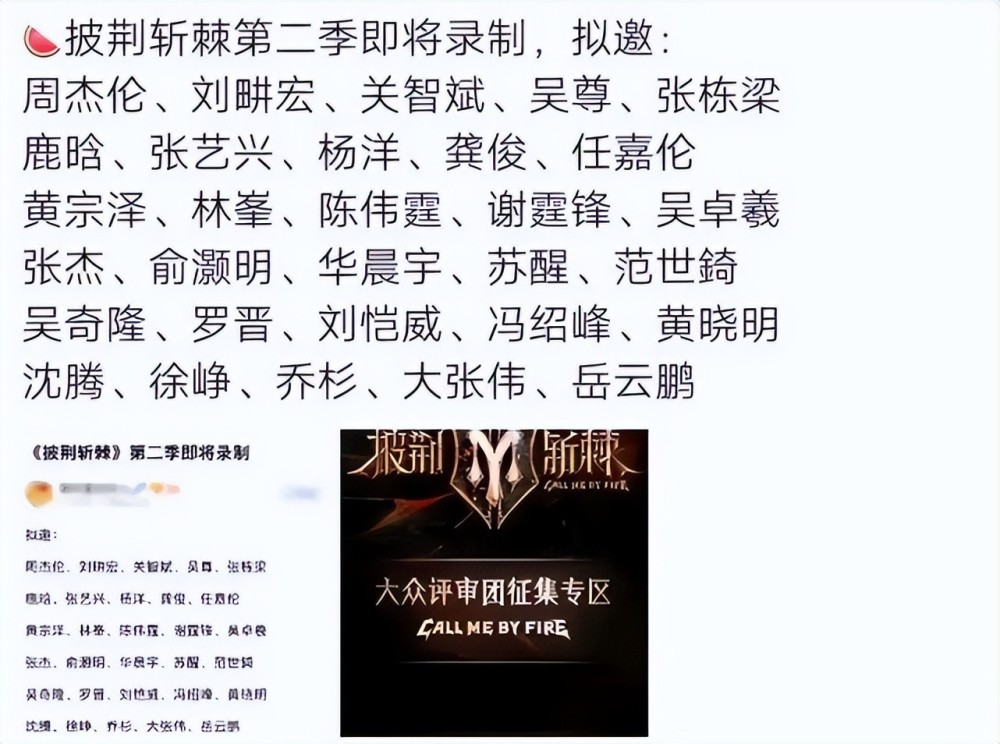 🍉披荆斩棘第二季即将录制，拟邀：
周杰伦、刘畊宏、关智斌、吴尊、张栋梁
鹿晗、张艺兴、杨洋、龚俊、任嘉伦
黄宗泽、林峯、陈伟霆、谢霆锋、吴卓羲
张杰、俞灏明、华晨宇、苏醒、范世錡
吴奇隆、罗晋、刘恺威、冯绍峰、黄晓明
沈腾、徐峥、乔杉、大张伟、岳云鹏
《披荆斩棘》第二季即将录制
拟邀：
周杰伦、刘畊宏、关智斌、吴尊、张栋梁
鹿晗、张艺兴、杨洋、龚俊、任嘉伦
黄宗泽、林峯、陈伟霆、谢霆锋、吴卓羲
张杰、俞灏明、华晨宇、苏醒、范世錡
吴奇隆、罗晋、刘恺威、冯绍峰、黄晓明
沈腾、徐峥、乔杉、大张伟、岳云鹏
披荆斩棘
CALL ME BY FIRE
大众评审团征集专区
CALL ME BY FIRE